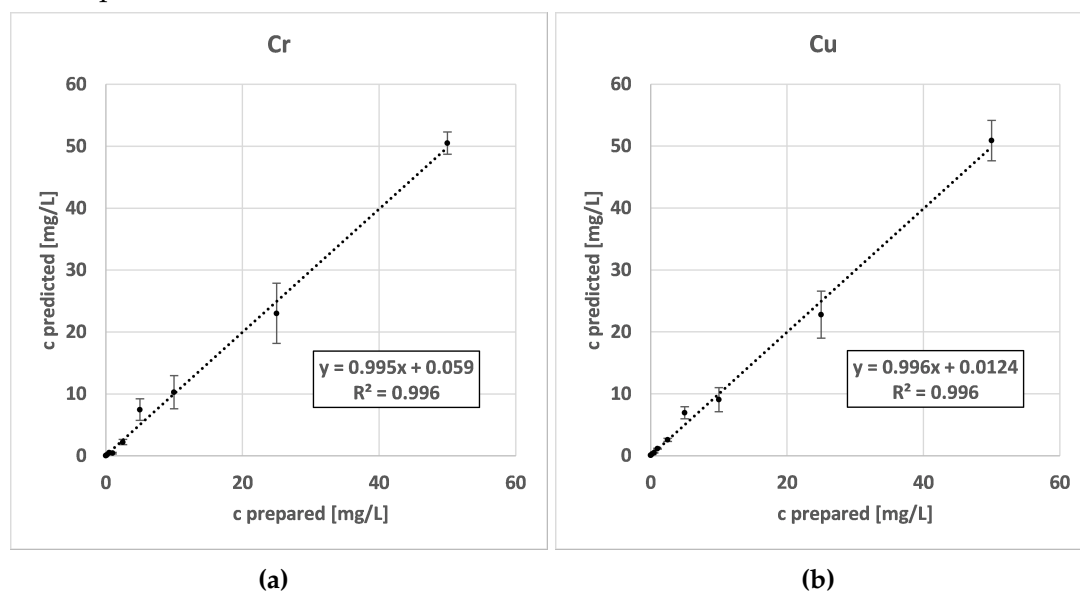 Cr
60
50
40
30
20
10
0
c predicted [mg/L]
y = 0.995x + 0.059
R² = 0.996
0 20 40 60
c prepared [mg/L]
(a)
Cu
60
50
40
30
20
10
0
c predicted [mg/L]
y = 0.996x + 0.0124
R² = 0.996
0 20 40 60
c prepared [mg/L]
(b)